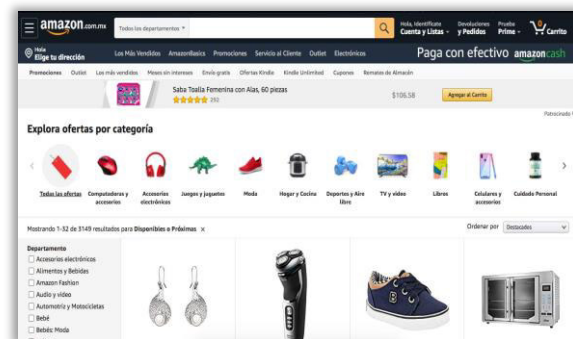 amazon.com.mx
Todos los departamentos
Hola, Identifícate
Cuenta y Listas
Devoluciones
y Pedidos
Prueba
Prime
Carrito
Hola
Elige tu dirección
Los Más Vendidos AmazonBasics Promociones Servicio al Cliente Outlet Electrónicos
Paga con efectivo amazoncash
Promociones Outlet Los más vendidos Meses sin intereses Envío gratis Ofertas Kindle Kindle Unlimited Cupones Remates de Almacén
Saba Toalla Femenina con Alas, 60 piezas
292
$106.58
Agregar al Carrito
Patrocinado
Explora ofertas por categoría
Todas las ofertas
Computadoras y
accesorios
Accesorios
electrónicos
Juegos y juguetes
Moda
Hogar y Cocina
Deportes y Aire
libre
TV y video
Libros
Celulares y
accesorios
Cuidado Personal
Mostrando 1-32 de 3149 resultados para Disponibles o Próximas ×
Ordenar por Destacados
Departamento
Accesorios electrónicos
Alimentos y Bebidas
Amazon Fashion
Audio y video
Automotriz y Motocicletas
Bebé
Bebés: Moda
B